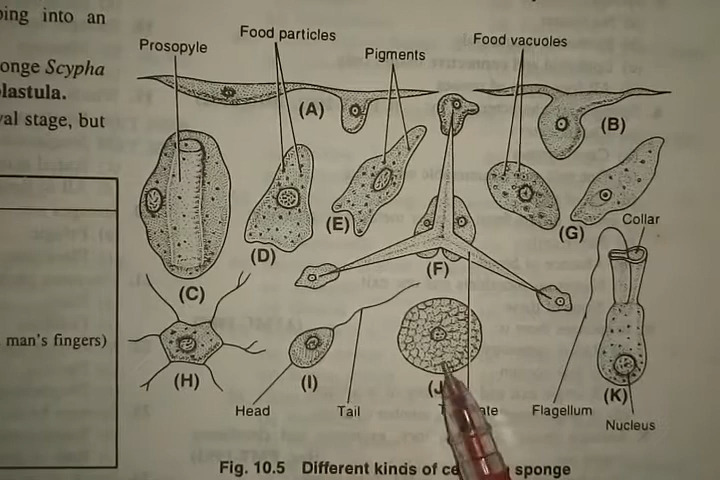 ping into an
onge Scypha
lastula.
val stage, but
man's fingers)
Prosopyle
Food particles
Pigments
Food vacuoles
(A)
(B)
(C)
(D)
(E)
(F)
(G)
Collar
(H)
(I)
(J
(K)
Head
Tail
Flagellum
Nucleus
Fig. 10.5 Different kinds of ce sponge